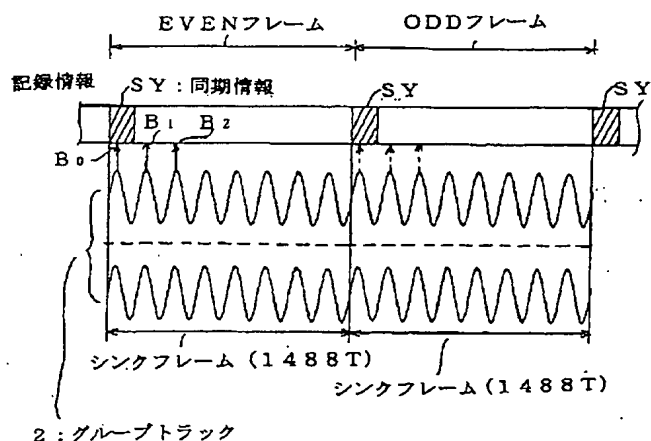 EVENフレーム
ODDフレーム
記録情報
SY:同期情報
SY
SY
B0
B1
B2
シンクフレーム(1488T)
シンクフレーム(1488T)
2:グルーブトラック